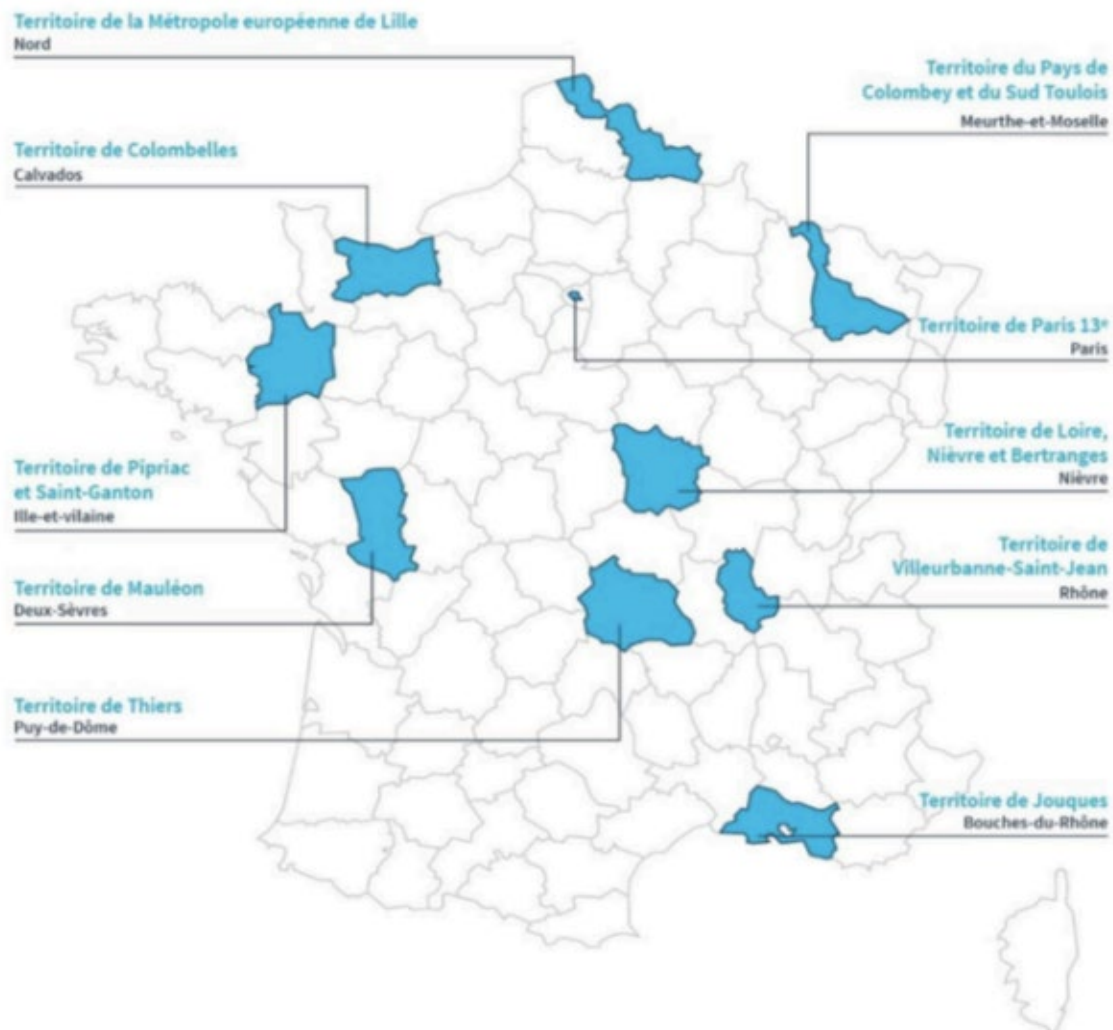 Territoire de la Métropole européenne de Lille
Nord
Territoire du Pays de
Colombey et du Sud Toulois
Meurthe-et-Moselle
Territoire de Colombelles
Calvados
Territoire de Paris 13ᵉ
Paris
Territoire de Loire,
Nièvre et Bertranges
Nièvre
Territoire de Pipriac
et Saint-Ganton
Ille-et-vilaine
Territoire de
Villeurbanne-Saint-Jean
Rhône
Territoire de Mauléon
Deux-Sèvres
Territoire de Thiers
Puy-de-Dôme
Territoire de Jouques
Bouches-du-Rhône